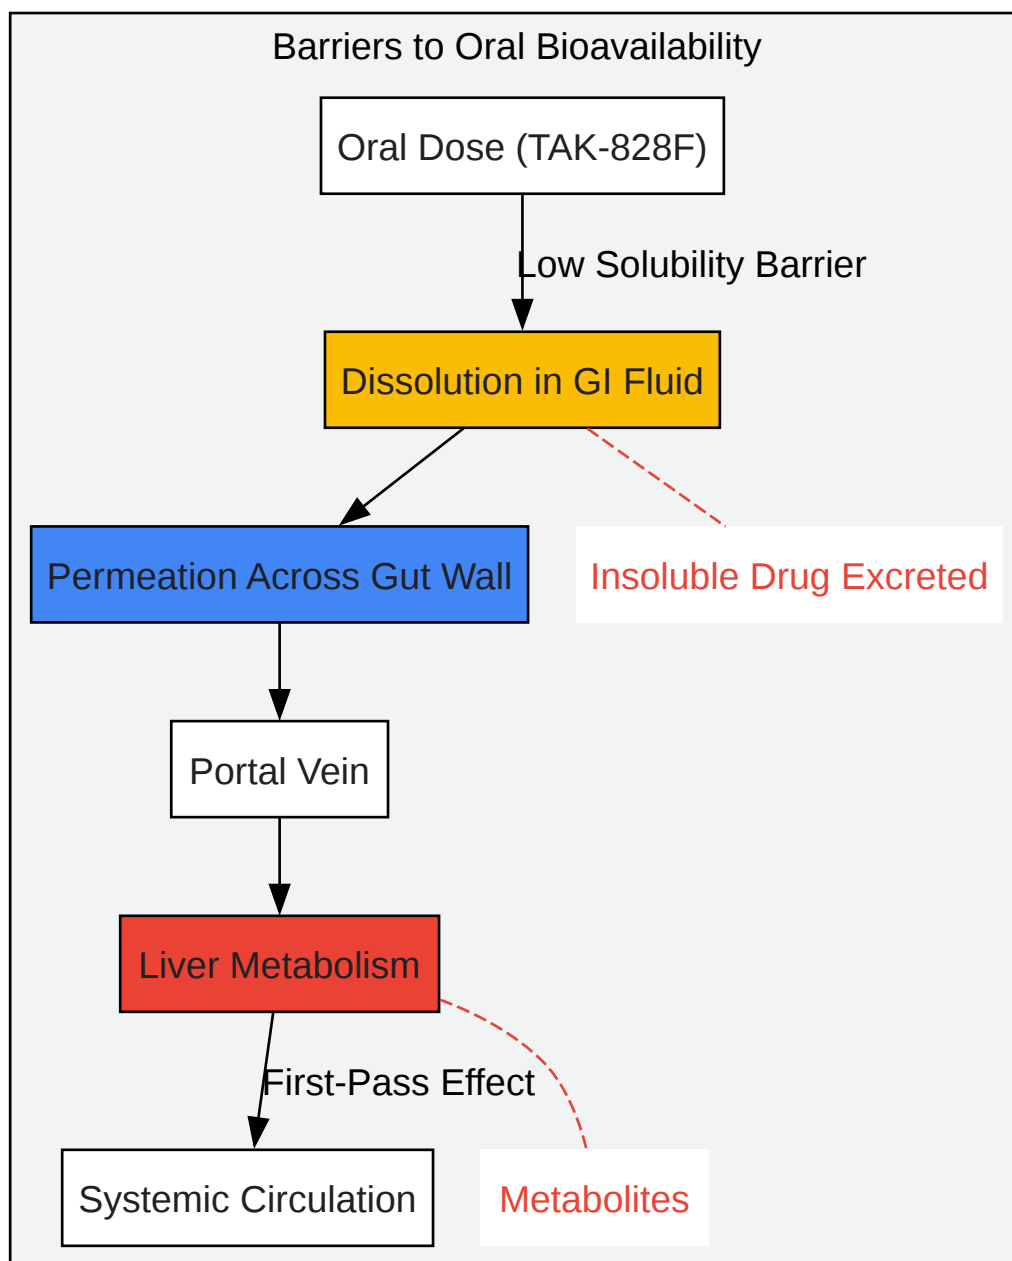 Barriers to Oral Bioavailability
Oral Dose (TAK-828F)
Low Solubility Barrier
Dissolution in GI Fluid
Permeation Across Gut Wall
Insoluble Drug Excreted
Portal Vein
Liver Metabolism
First-Pass Effect
Systemic Circulation
Metabolites